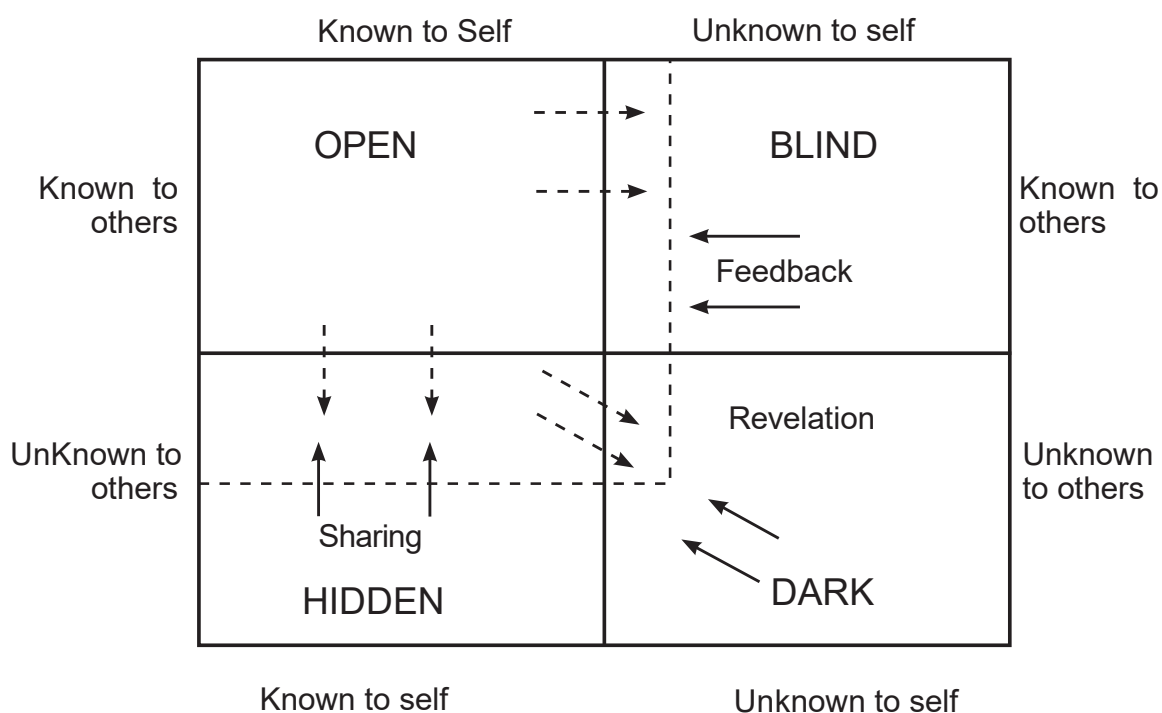 Known to Self
Unknown to self
OPEN
BLIND
Known to
others
Known to
others
Feedback
Revelation
UnKnown to
others
Unknown
to others
Sharing
HIDDEN
DARK
Known to self
Unknown to self